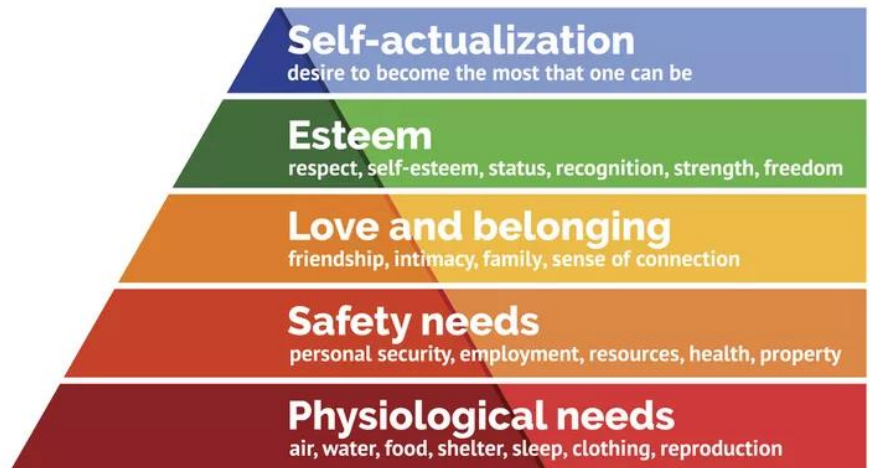 Self-actualization
desire to become the most that one can be
Esteem
respect, self-esteem, status, recognition, strength, freedom
Love and belonging
friendship, intimacy, family, sense of connection
Safety needs
personal security, employment, resources, health, property
Physiological needs
air, water, food, shelter, sleep, clothing, reproduction